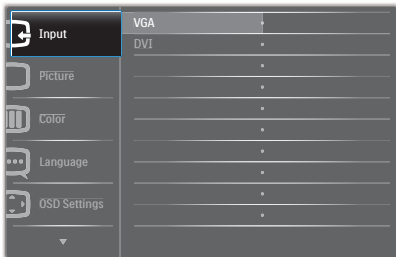 Input
VGA
DVI
Picture
Color
Language
OSD Settings